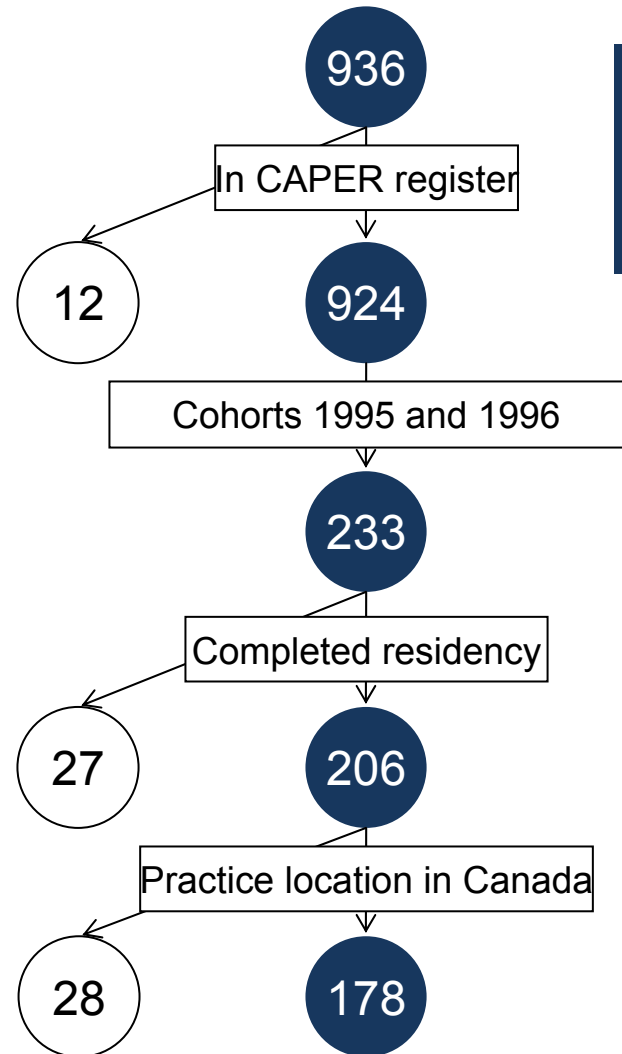 936
In CAPER register
12
924
Cohorts 1995 and 1996
233
Completed residency
27
206
Practice location in Canada
28
178